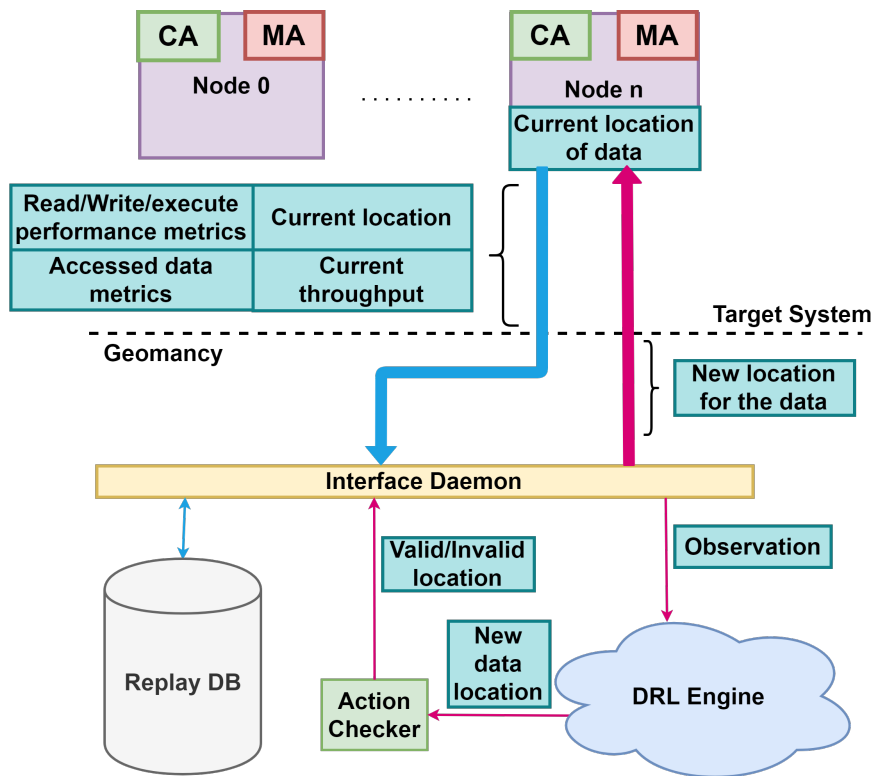 CA
MA
Node 0
..........
CA
MA
Node n
Current location
of data
Read/Write/execute
performance metrics
Current location
Accessed data
metrics
Current
throughput
Target System
Geomancy
New location
for the data
Interface Daemon
Valid/Invalid
location
Observation
New
data
location
Replay DB
Action
Checker
DRL Engine